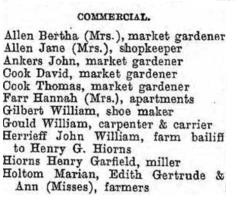 COMMERCIAL.
Allen Bertha (Mrs.), market gardener
Allen Jane (Mrs.), shopkeeper
Ankers John, market gardener
Cook David, market gardener
Cook Thomas, market gardener
Farr Hannah (Mrs.), apartments
Gilbert William, shoe maker
Gould William, carpenter & carrier
Herrieff John William, farm bailiff
to Henry G. Hiorns
Hiorns Henry Garfield, miller
Holtom Marian, Edith Gertrude &
Ann (Misses), farmers